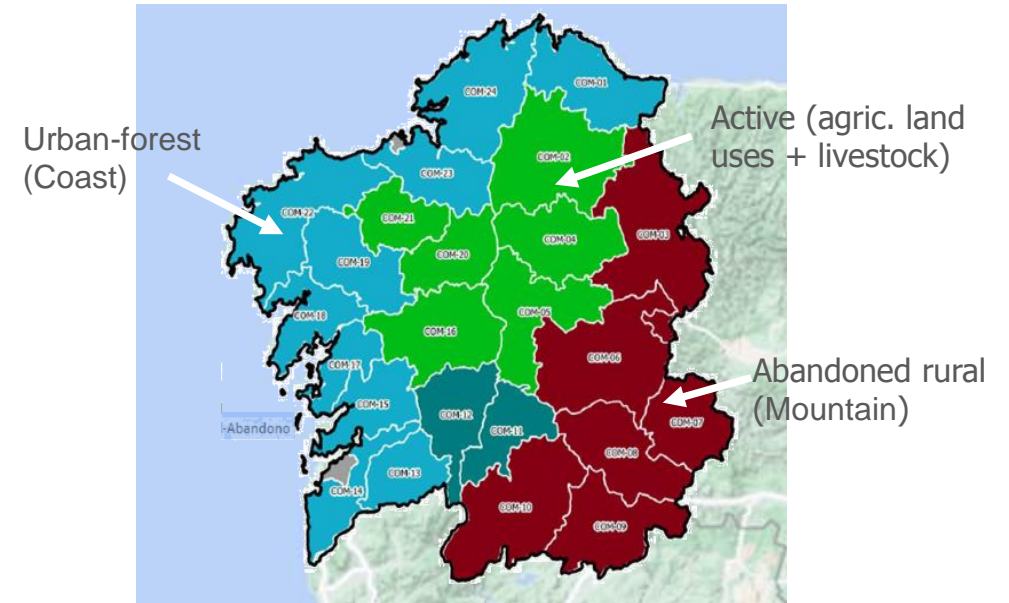 COM-01
COM-24
Active (agric. land
uses + livestock)
Urban-forest
(Coast)
COM-02
COM-23
COM-22
COM-21
COM-03
COM-04
COM-20
COM-19
COM-18
COM-05
COM-16
COM-06
COM-17
Abandoned rural
(Mountain)
COM-15
COM-12
COM-07
-Abandono
COM-11
COM-08
COM-13
COM-14
COM-10
COM-09